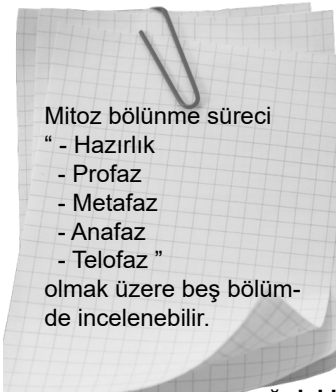 Mitoz bölünme süreci
“ - Hazırlık
- Profaz
- Metafaz
- Anafaz
- Telofaz ”
olmak üzere beş bölüm-
de incelenebilir.